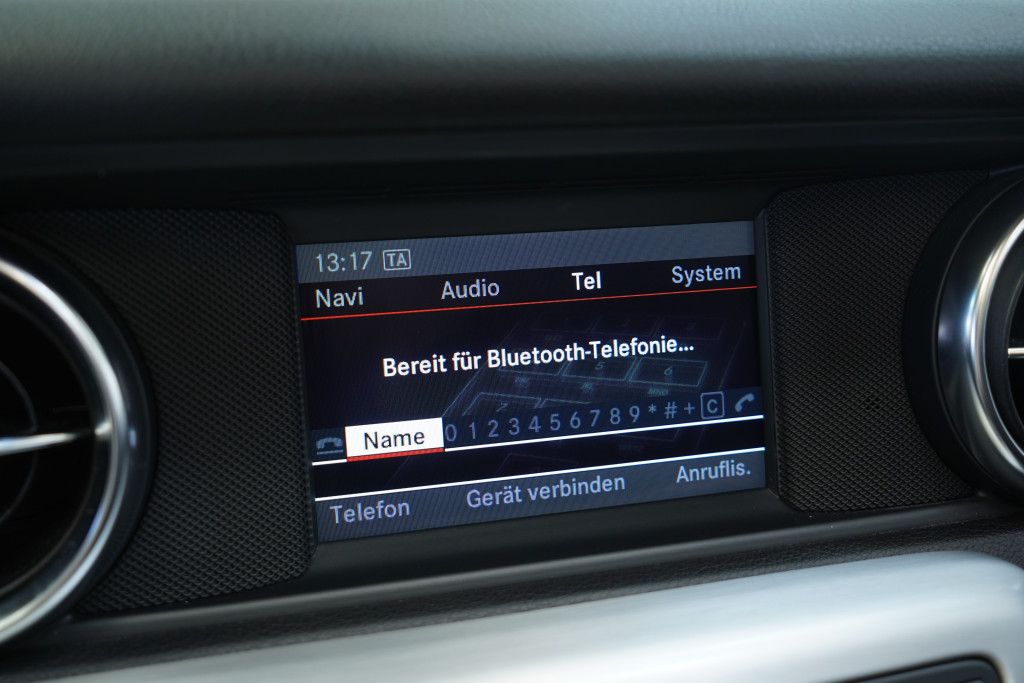 13:17 TA
Navi Audio Tel System
Bereit für Bluetooth-Telefonie...
Name 0 1 2 3 4 5 6 7 8 9 * # + C
Telefon Gerät verbinden Anruflis.